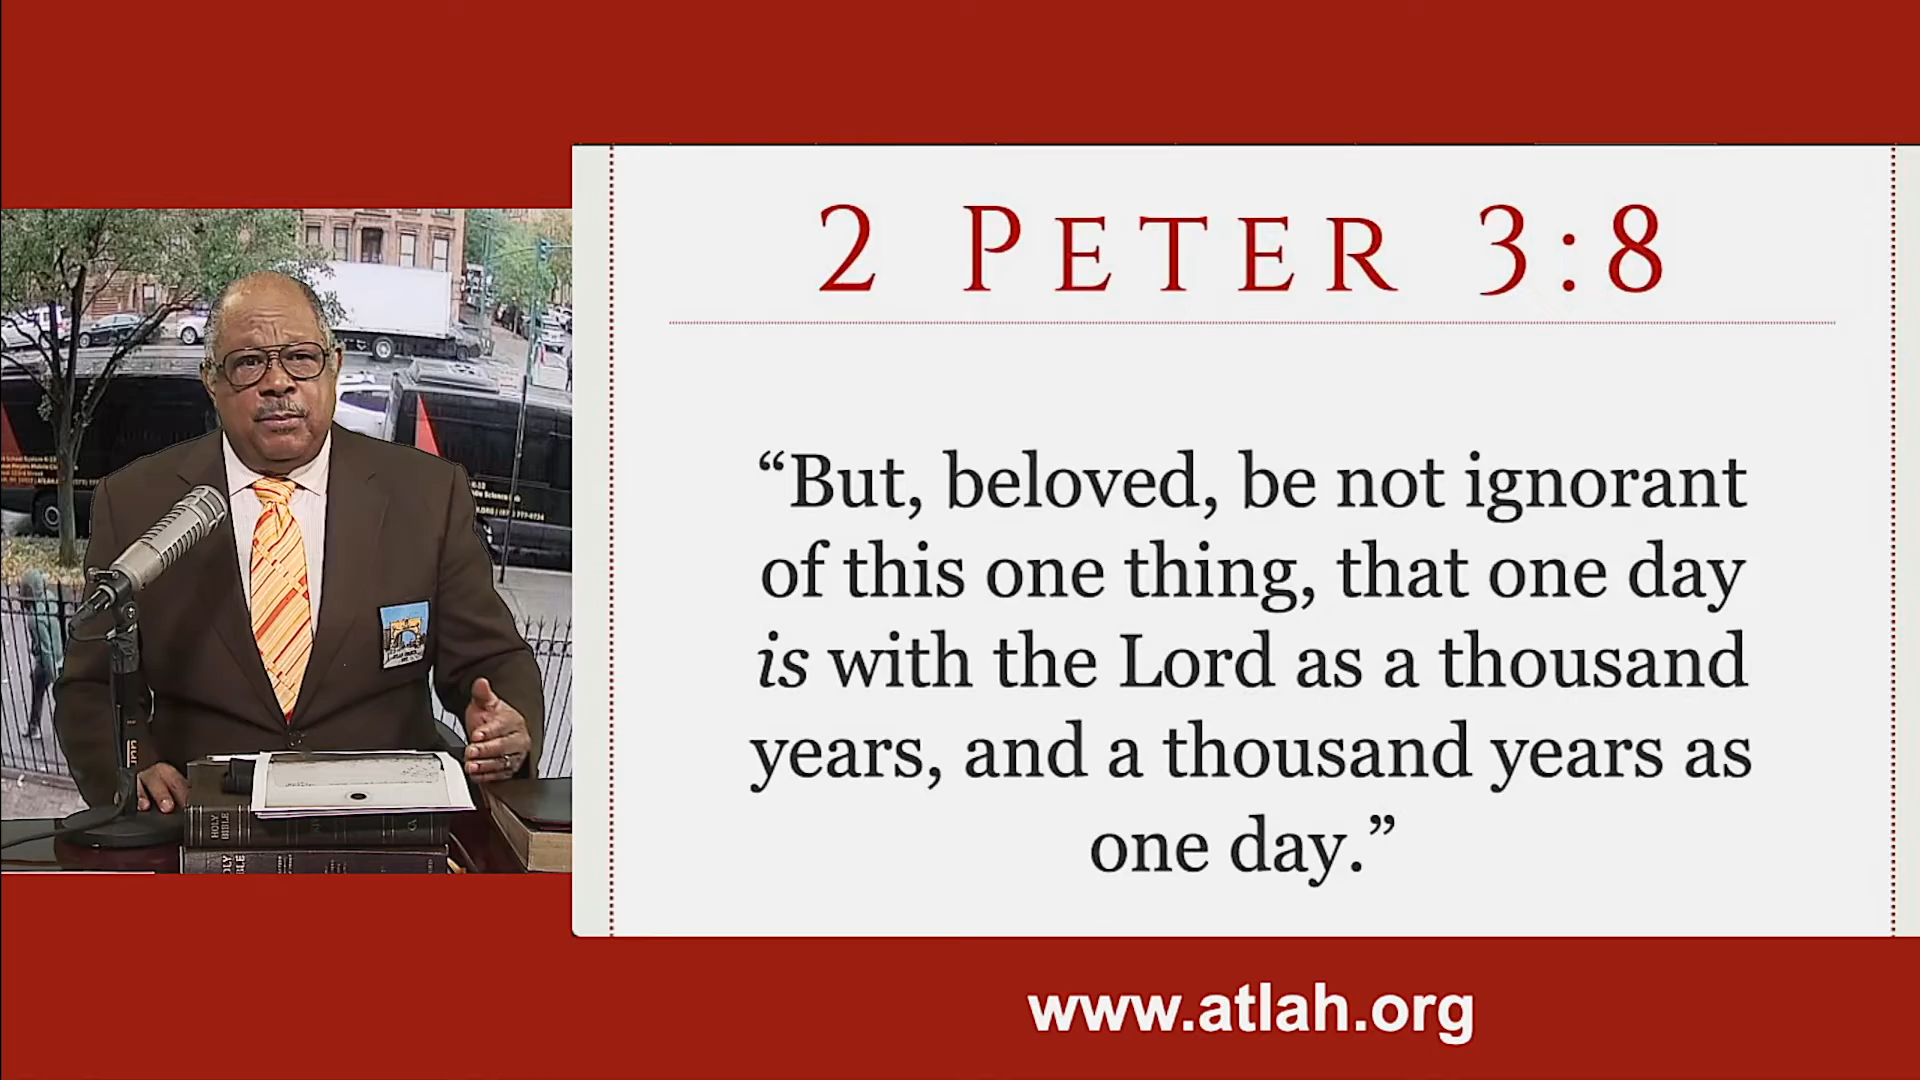 2 PETER 3:8
“But, beloved, be not ignorant
of this one thing, that one day
is with the Lord as a thousand
years, and a thousand years as
one day.”
www.atlah.org
HOLY
BIBLE